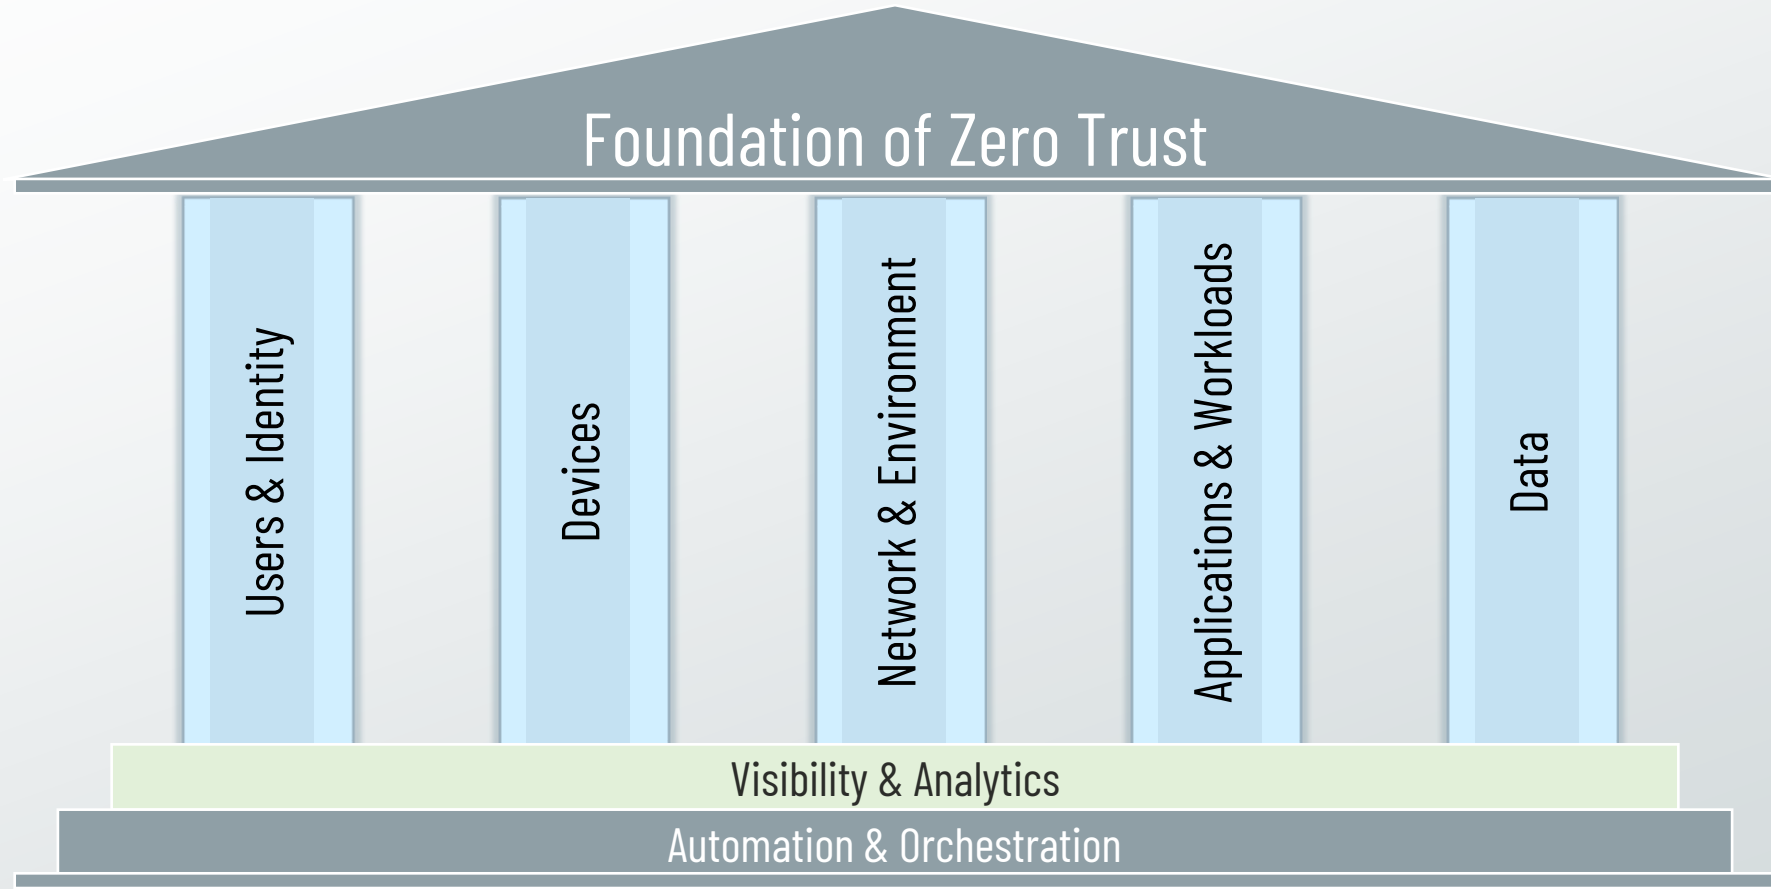 Foundation of Zero Trust
Users & Identity
Devices
Network & Environment
Applications & Workloads
Data
Visibility & Analytics
Automation & Orchestration